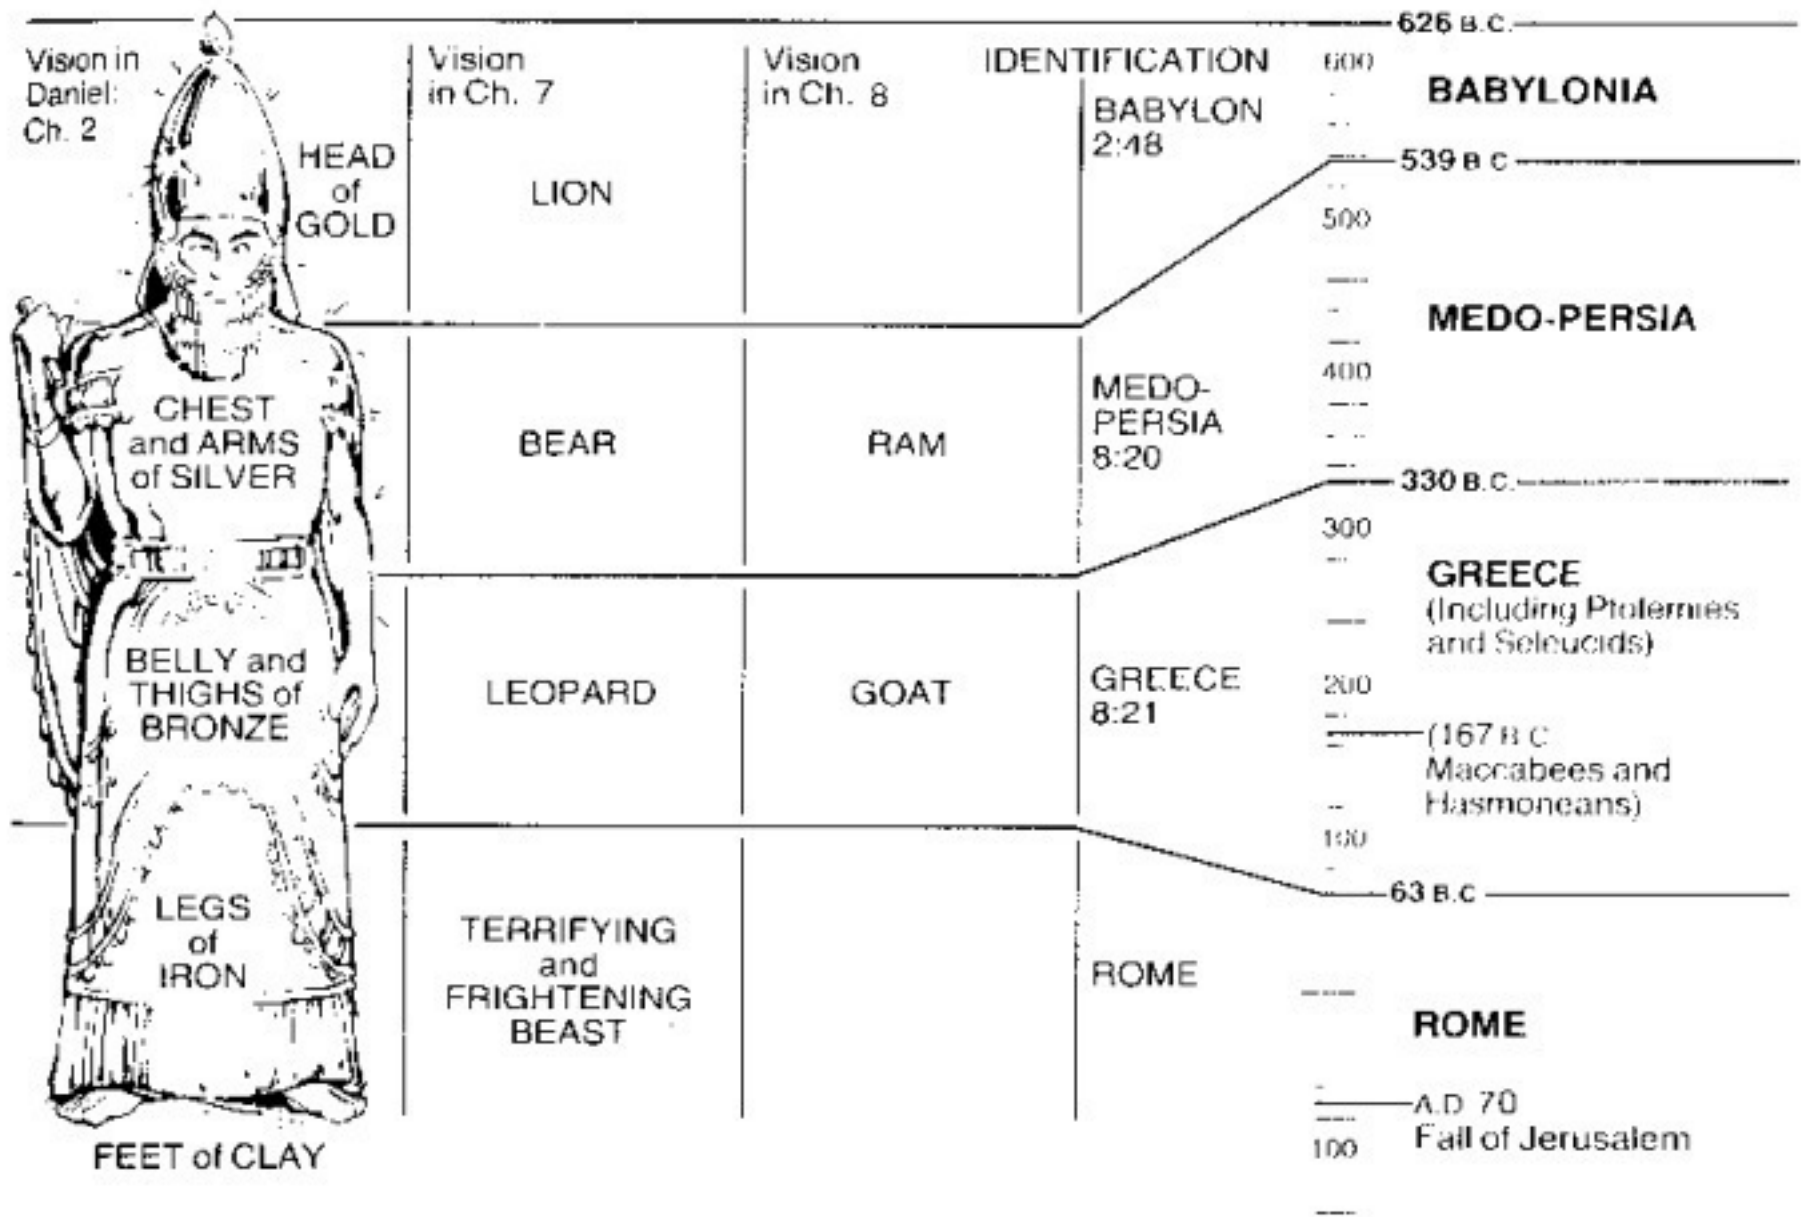 Vision in
Daniel:
Ch. 2
HEAD
of
GOLD
CHEST
and ARMS
of SILVER
BELLY and
THIGHS of
BRONZE
LEGS
of
IRON
FEET of CLAY
Vision
in Ch. 7
LION
BEAR
LEOPARD
TERRIFYING
and
FRIGHTENING
BEAST
Vision
in Ch. 8
RAM
GOAT
IDENTIFICATION
BABYLON
2:48
MEDO-
PERSIA
8:20
GREECE
8:21
ROME
626 B.C.
600
BABYLONIA
539 B C
500
MEDO-PERSIA
400
330 B.C.
300
GREECE
(Including Ptolemies
and Seleucids)
200
(167 B C
Maccabees and
Hasmoneans)
100
63 B.C
ROME
A.D 70
Fall of Jerusalem
100